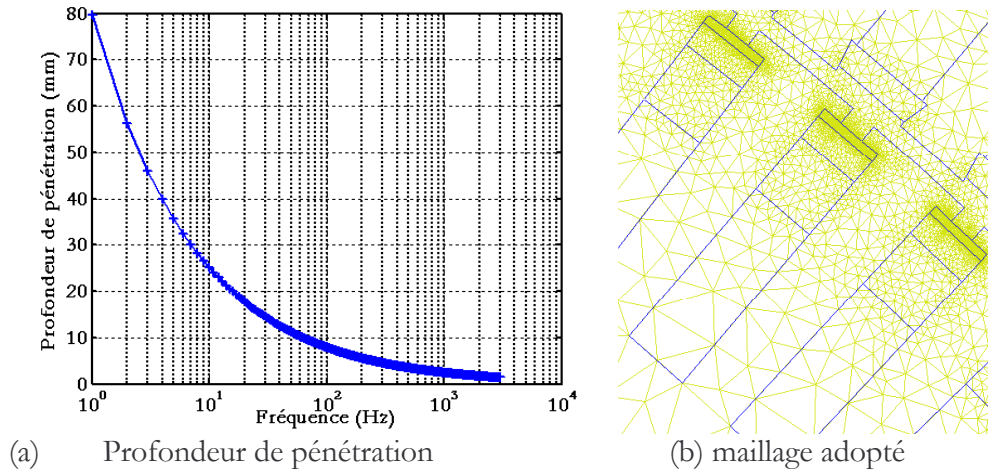 80
70
60
50
40
30
20
10
0
Profondeur de pénétration (mm)
10^0 10^1 10^2 10^3 10^4
Fréquence (Hz)
(a) Profondeur de pénétration
(b) maillage adopté